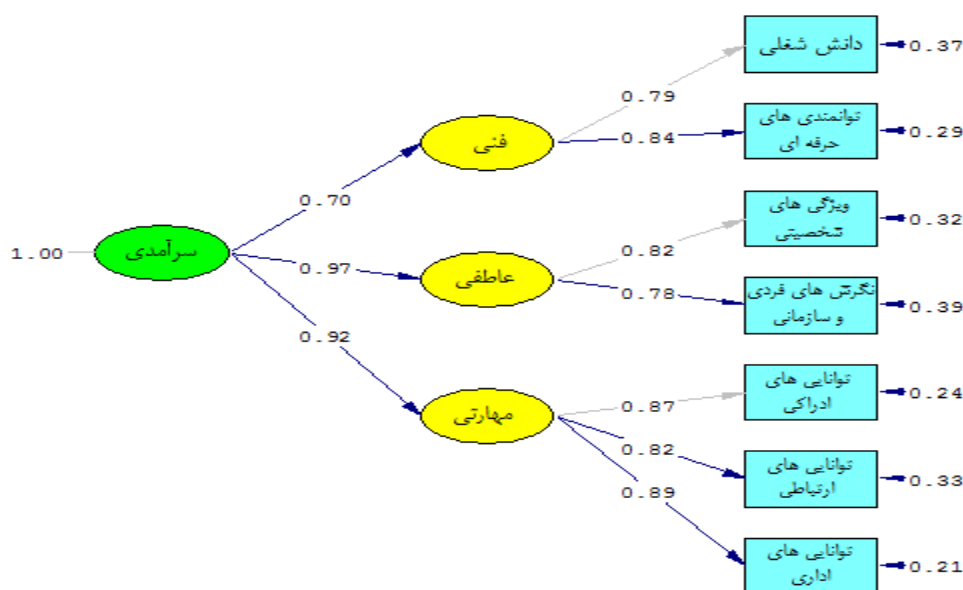 دانش شغلی
0.37
0.79
توانمندی های
حرفه ای
0.29
فنی
0.84
0.70
ویژگی های
شخصیتی
0.32
1.00
سرآمدی
0.82
0.97
عاطفی
0.78
نگرش های فردی
و سازمانی
0.39
0.92
توانایی های
ادراکی
0.24
مهارتی
0.87
0.82
توانایی های
ارتباطی
0.33
0.89
توانایی های
اداری
0.21